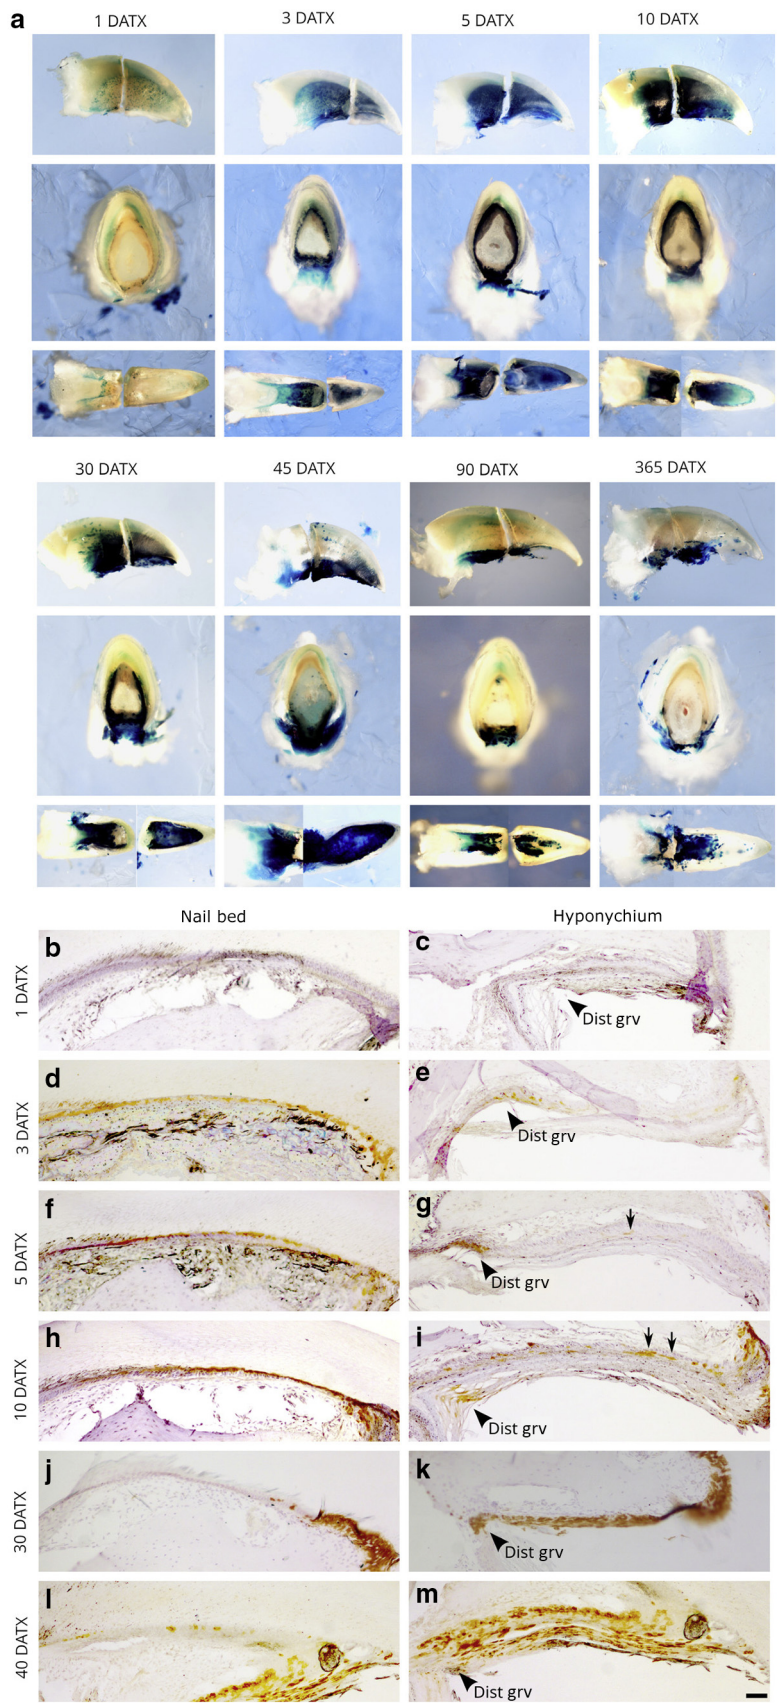 a
1 DATX
3 DATX
5 DATX
10 DATX
30 DATX
45 DATX
90 DATX
365 DATX
Nail bed
Hyponychium
1 DATX
b
c
Dist grv
3 DATX
d
e
Dist grv
5 DATX
f
g
Dist grv
10 DATX
h
i
Dist grv
30 DATX
j
k
Dist grv
40 DATX
l
m
Dist grv